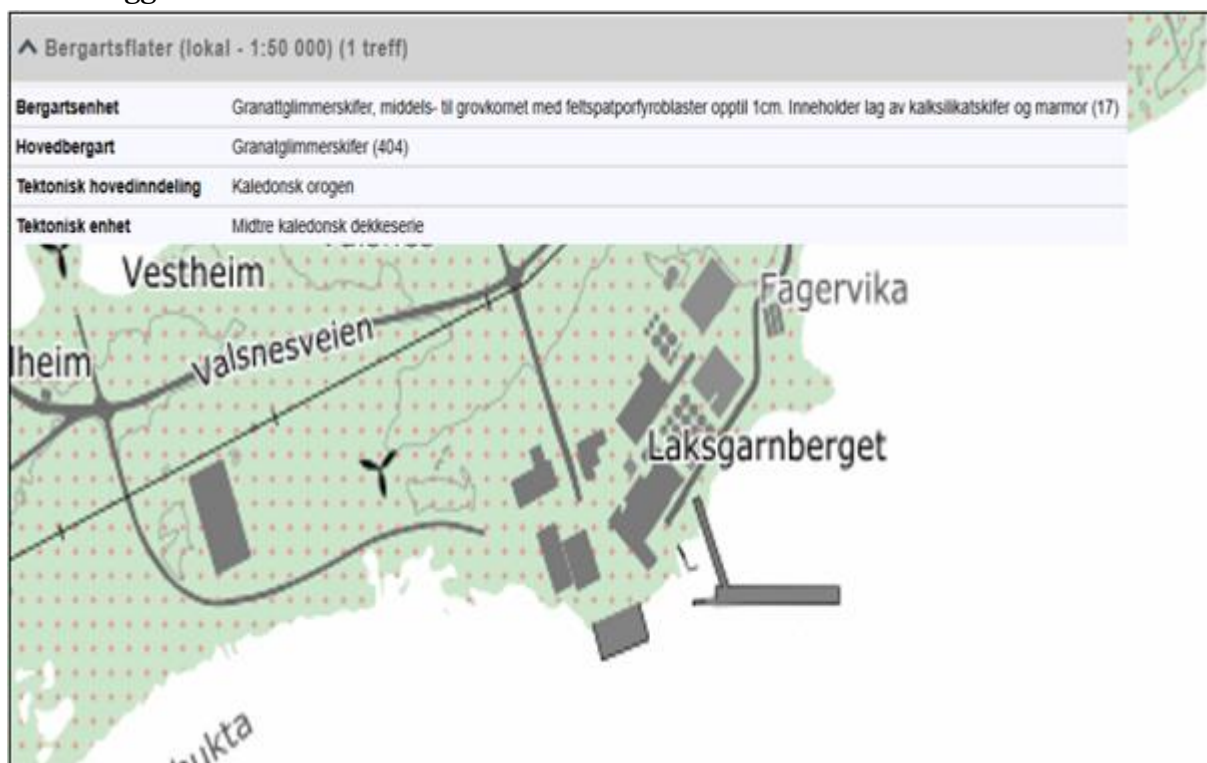 Bergartsflater (lokal - 1:50 000) (1 treff)
Bergartsenhet Granattglimmerskifer, middels- til grovkornet med feltspatporfyroblaster opptil 1cm. Inneholder lag av kalksilikatskifer og marmor (17)
Hovedbergart Granatglimmerskifer (404)
Tektonisk hovedinndeling Kaledonsk orogen
Tektonisk enhet Midtre kaledonsk dekkeserie
Vestheim
Fagervika
lheim
Valsnesveien
Laksgarnberget
bukta